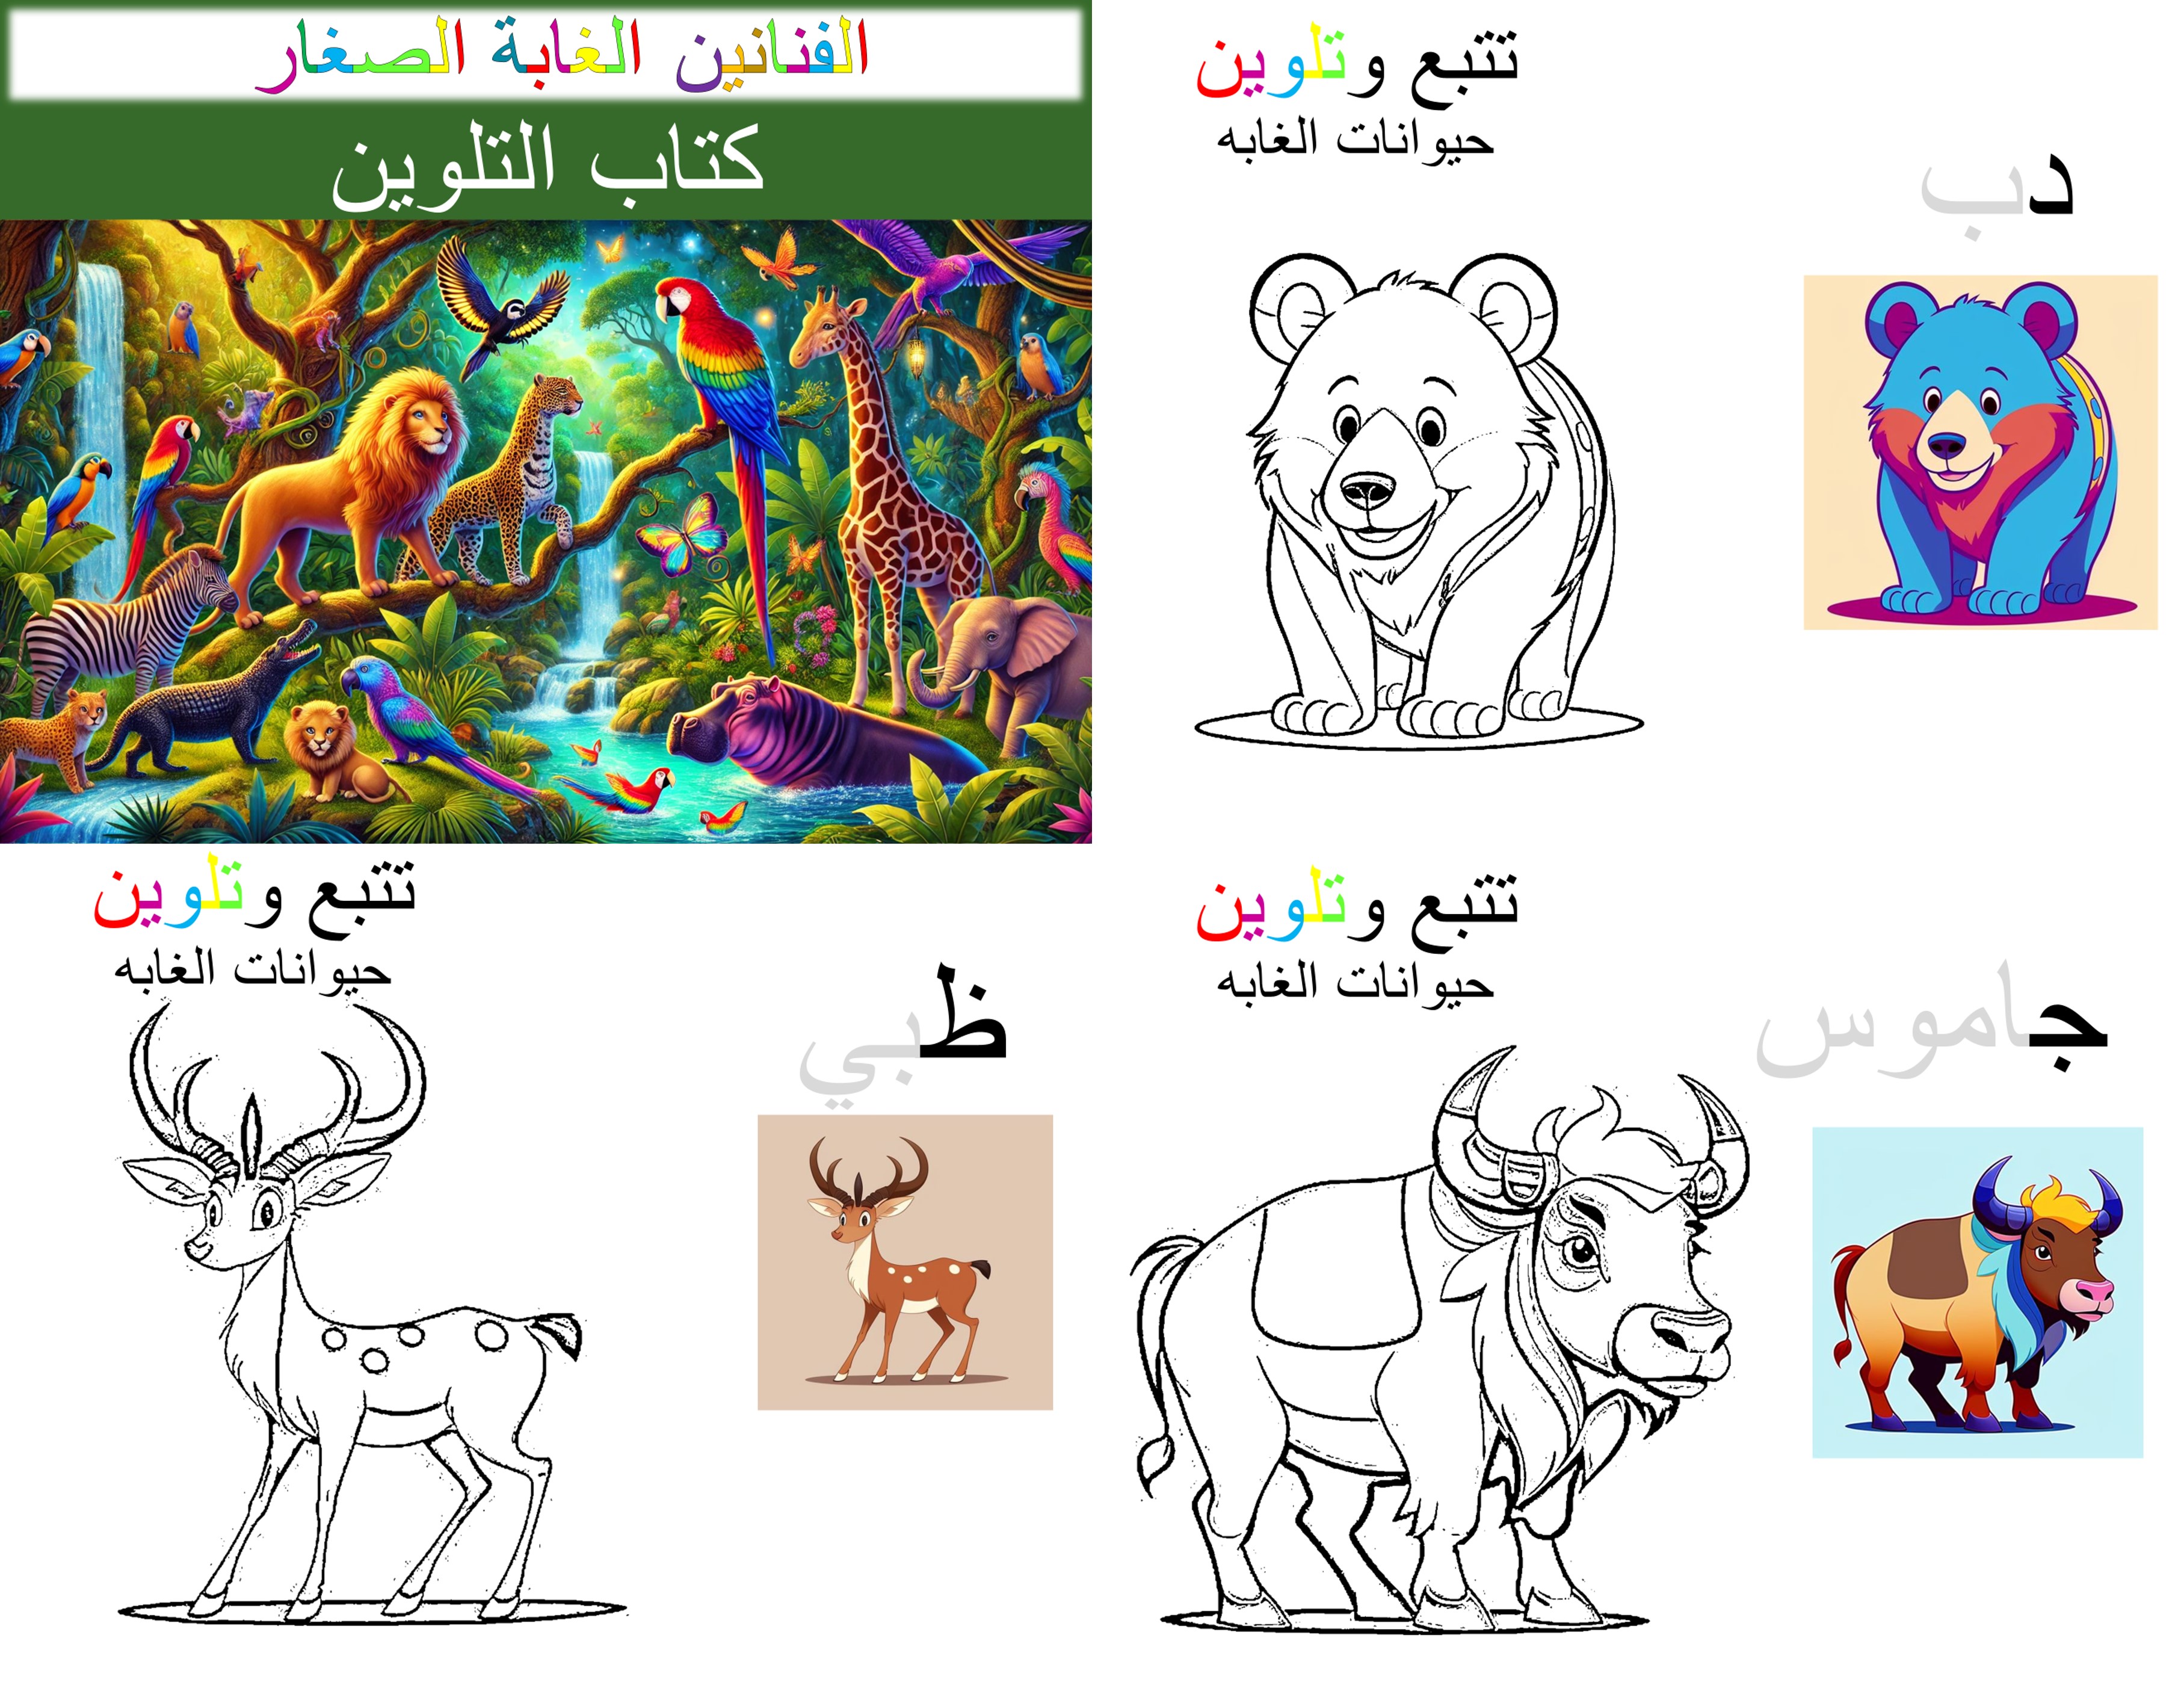 الفنانين الغابة الصغار
كتاب التلوين
تتبع وتلوين
حيوانات الغابه
دب
تتبع وتلوين
حيوانات الغابه
ظبي
تتبع وتلوين
حيوانات الغابه
جاموس